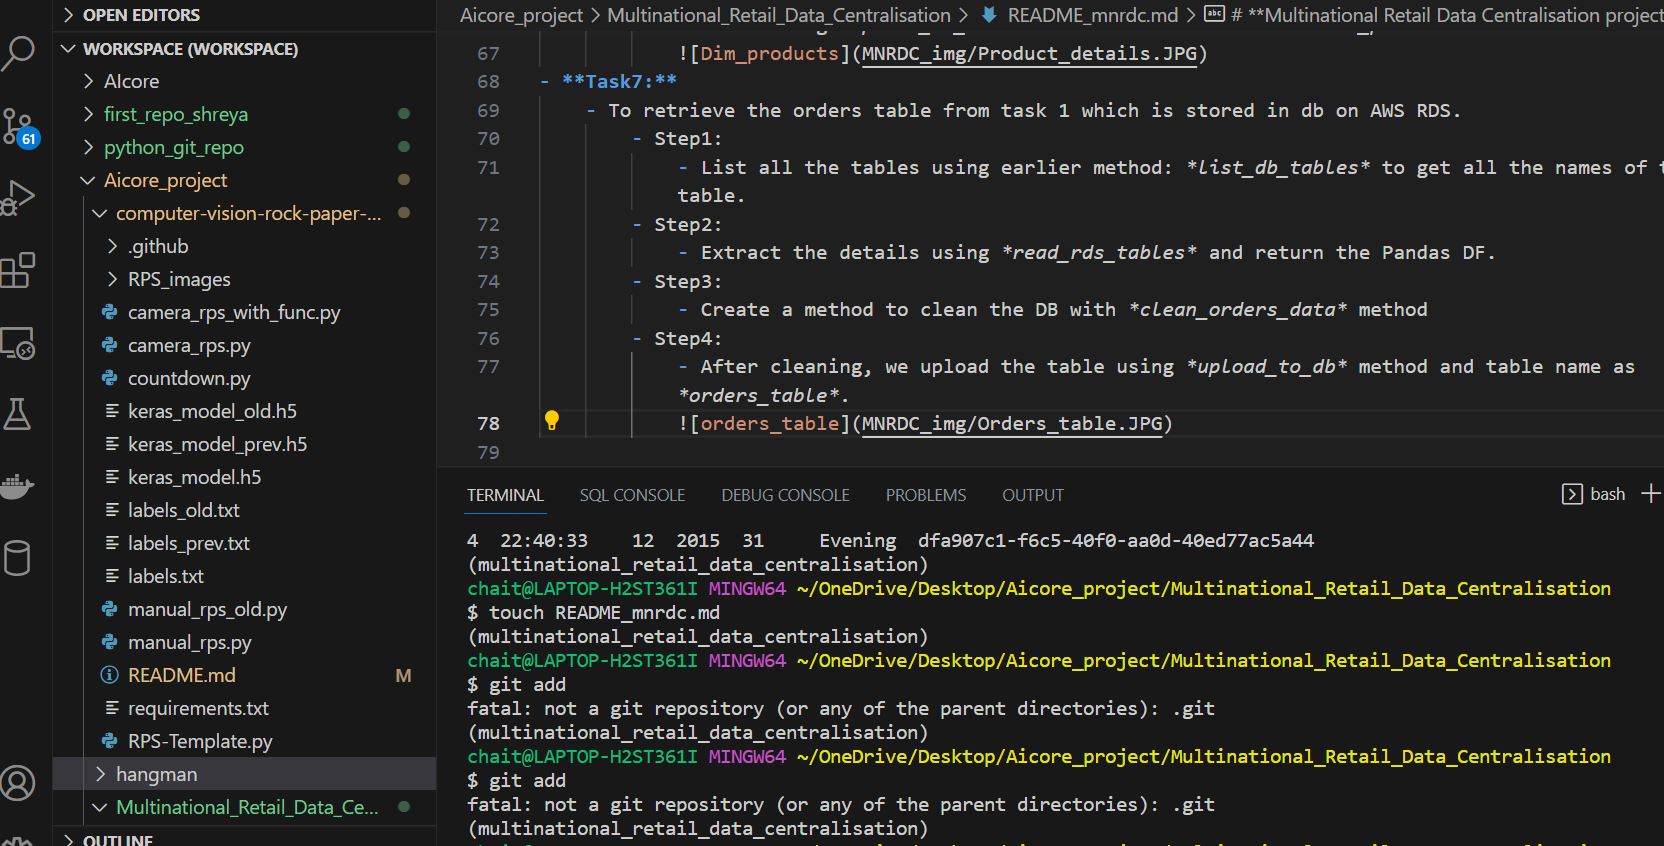 OPEN EDITORS
WORKSPACE (WORKSPACE)
AIcore
first_repo_shreya
python_git_repo
Aicore_project
computer-vision-rock-paper-...
.github
RPS_images
camera_rps_with_func.py
camera_rps.py
countdown.py
keras_model_old.h5
keras_model_prev.h5
keras_model.h5
labels_old.txt
labels_prev.txt
labels.txt
manual_rps_old.py
manual_rps.py
README.md M
requirements.txt
RPS-Template.py
hangman
Multinational_Retail_Data_Ce...
OUTLINE
61
Aicore_project > Multinational_Retail_Data_Centralisation > README_mnrdc.md > abc # **Multinational Retail Data Centralisation project
67 ![Dim_products](MNRDC_img/Product_details.JPG)
68 - **Task7:**
69 - To retrieve the orders table from task 1 which is stored in db on AWS RDS.
70 - Step1:
71 - List all the tables using earlier method: *list_db_tables* to get all the names of t
table.
72 - Step2:
73 - Extract the details using *read_rds_tables* and return the Pandas DF.
74 - Step3:
75 - Create a method to clean the DB with *clean_orders_data* method
76 - Step4:
77 - After cleaning, we upload the table using *upload_to_db* method and table name as
*orders_table*.
78 ![orders_table](MNRDC_img/Orders_table.JPG)
79
TERMINAL SQL CONSOLE DEBUG CONSOLE PROBLEMS OUTPUT bash
4 22:40:33 12 2015 31 Evening dfa907c1-f6c5-40f0-aa0d-40ed77ac5a44
(multinational_retail_data_centralisation)
chait@LAPTOP-H2ST361I MINGW64 ~/OneDrive/Desktop/Aicore_project/Multinational_Retail_Data_Centralisation
$ touch README_mnrdc.md
(multinational_retail_data_centralisation)
chait@LAPTOP-H2ST361I MINGW64 ~/OneDrive/Desktop/Aicore_project/Multinational_Retail_Data_Centralisation
$ git add
fatal: not a git repository (or any of the parent directories): .git
(multinational_retail_data_centralisation)
chait@LAPTOP-H2ST361I MINGW64 ~/OneDrive/Desktop/Aicore_project/Multinational_Retail_Data_Centralisation
$ git add
fatal: not a git repository (or any of the parent directories): .git
(multinational_retail_data_centralisation)